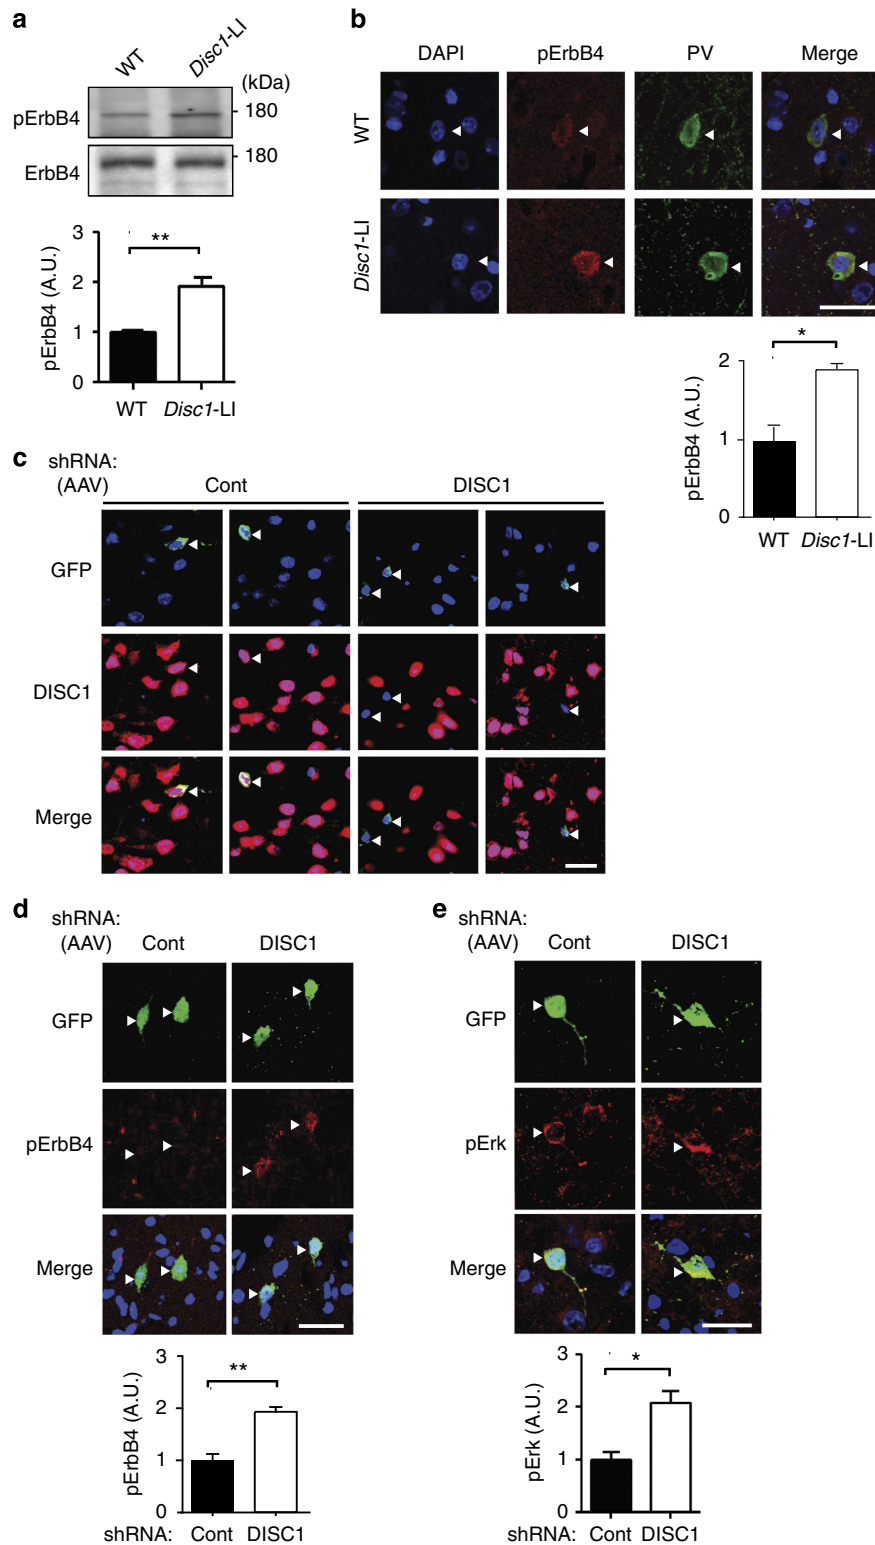 a
WT
Disc1-LI
(kDa)
pErbB4
180
ErbB4
180
3
2
1
0
pErbB4 (A.U.)
**
WT Disc1-LI
b
DAPI pErbB4 PV Merge
WT
Disc1-LI
2
1
0
pErbB4 (A.U.)
*
WT Disc1-LI
c
shRNA:
(AAV)
Cont DISC1
GFP
DISC1
Merge
d
shRNA:
(AAV) Cont DISC1
GFP
pErbB4
Merge
3
2
1
0
pErbB4 (A.U.)
**
shRNA: Cont DISC1
e
shRNA:
(AAV) Cont DISC1
GFP
pErk
Merge
3
2
1
0
pErk (A.U.)
*
shRNA: Cont DISC1